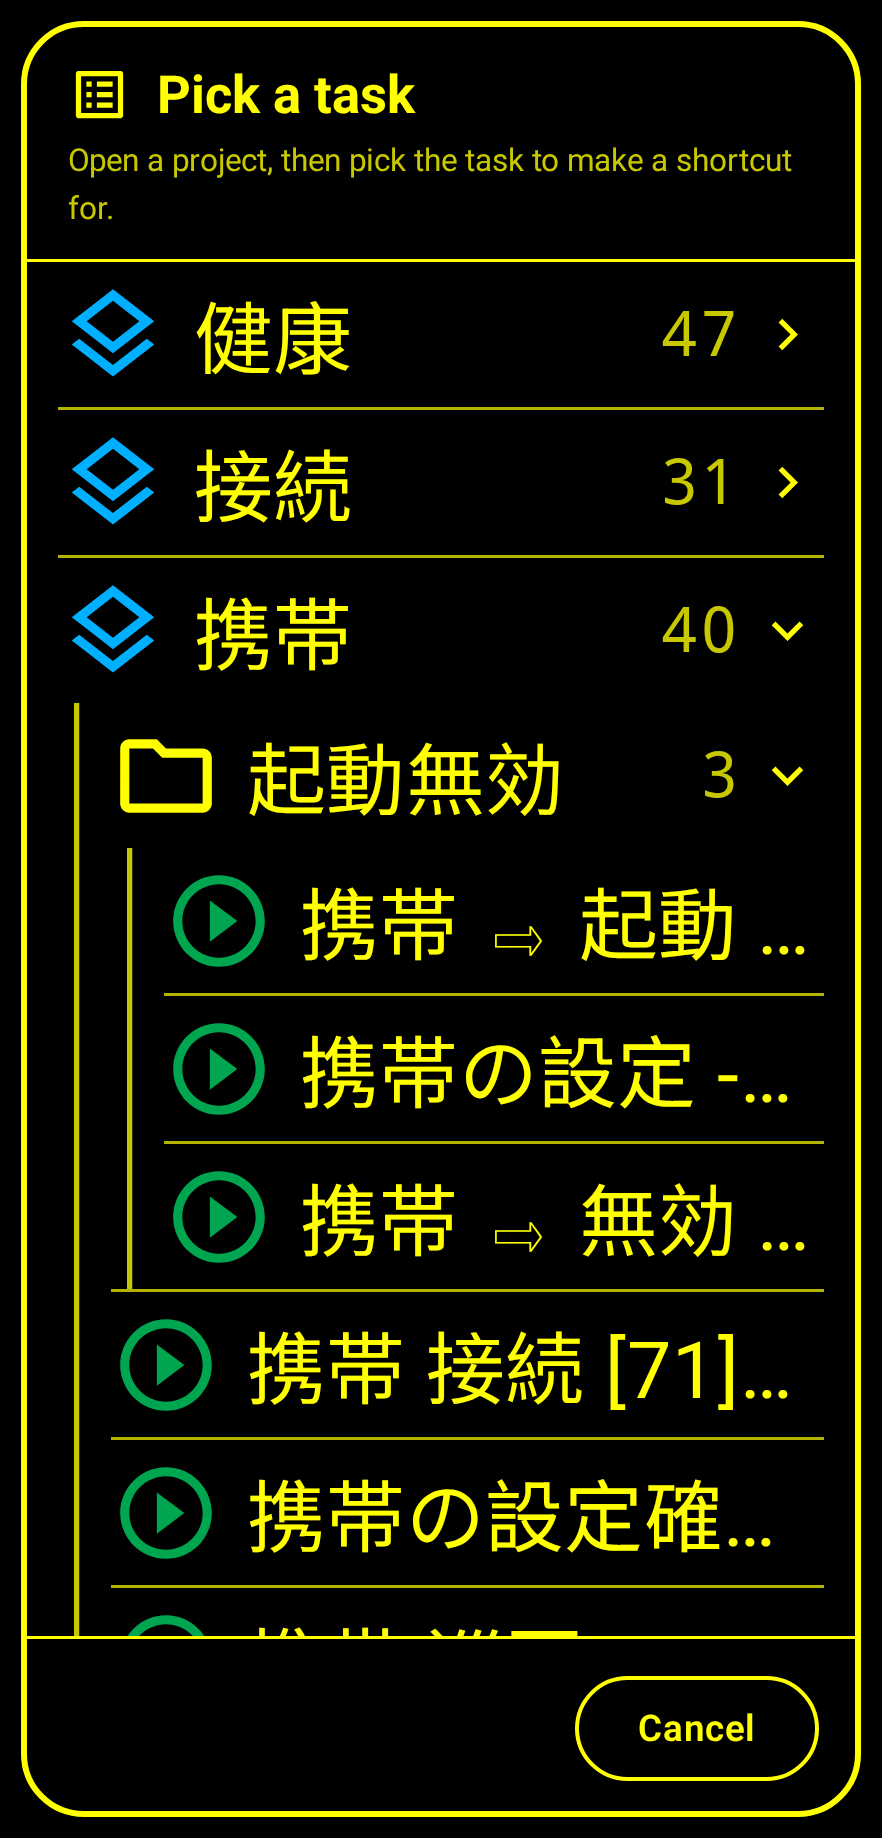 Pick a task
Open a project, then pick the task to make a shortcut
for.
健康 47
接続 31
携帯 40
起動無効 3
携帯 ⇨ 起動 ...
携帯の設定 -...
携帯 ⇨ 無効 ...
携帯 接続 [71]...
携帯の設定確...
Cancel